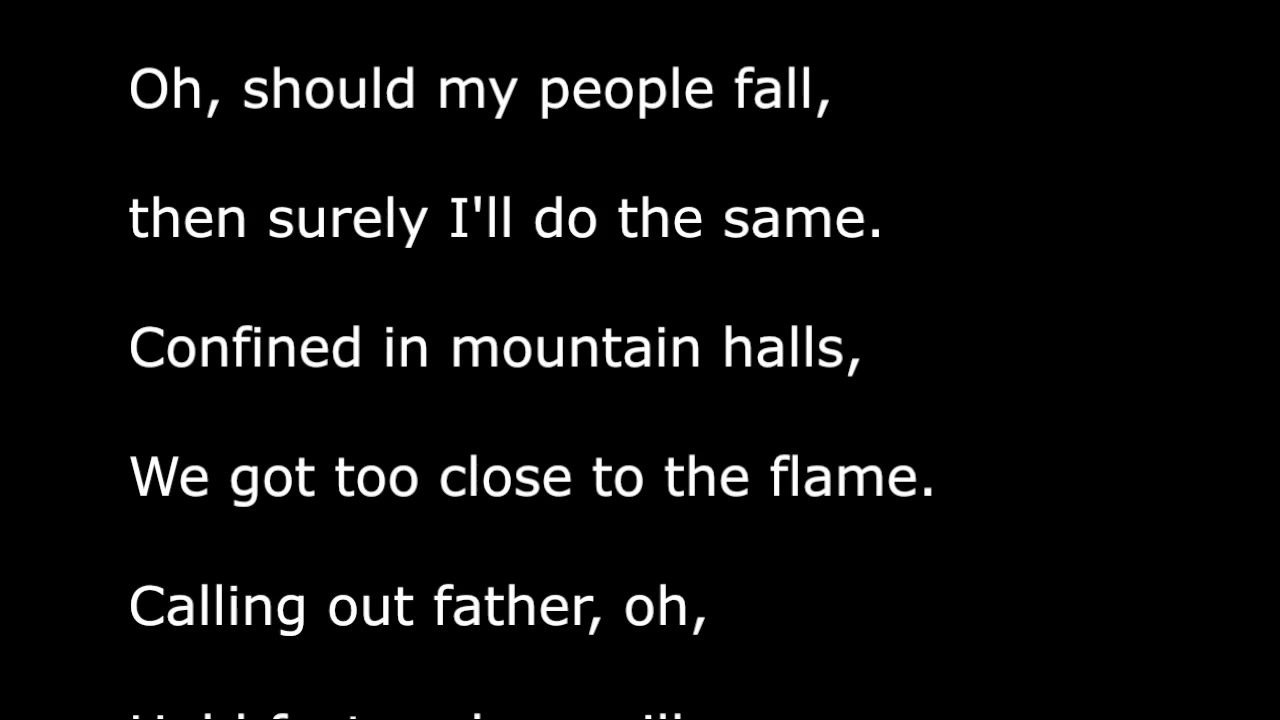 Oh, should my people fall,
then surely I'll do the same.
Confined in mountain halls,
We got too close to the flame.
Calling out father, oh,